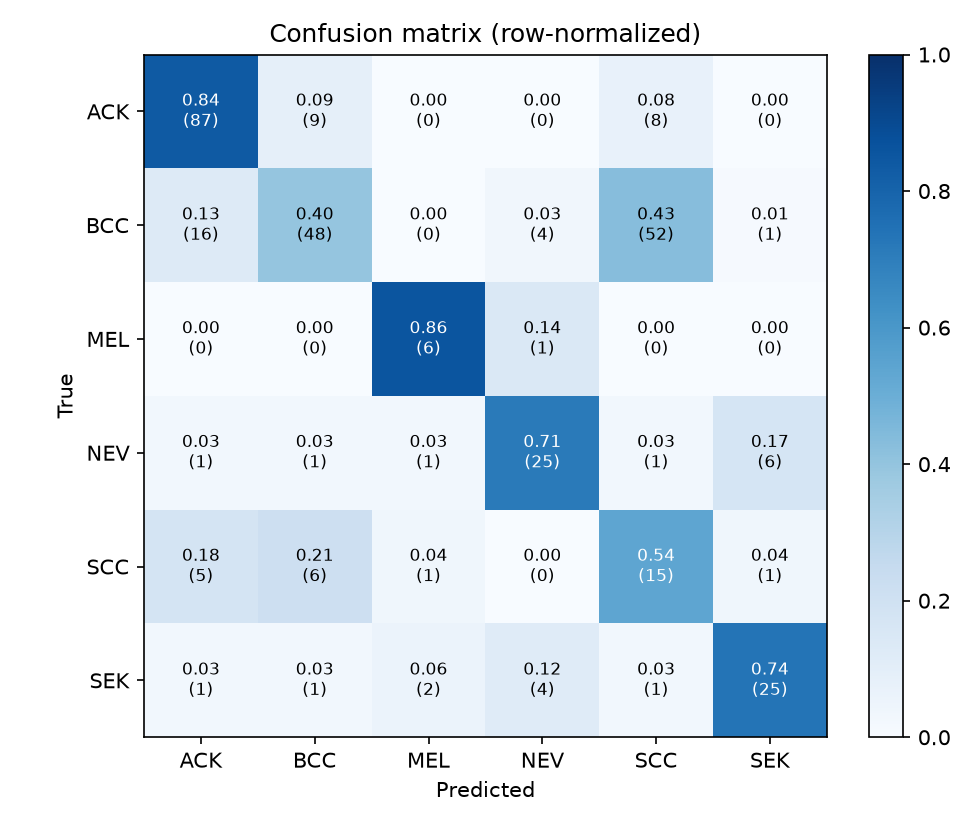 Confusion matrix (row-normalized)
True
ACK
0.84 0.09 0.00 0.00 0.08 0.00
(87) (9) (0) (0) (8) (0)
BCC
0.13 0.40 0.00 0.03 0.43 0.01
(16) (48) (0) (4) (52) (1)
MEL
0.00 0.00 0.86 0.14 0.00 0.00
(0) (0) (6) (1) (0) (0)
NEV
0.03 0.03 0.03 0.71 0.03 0.17
(1) (1) (1) (25) (1) (6)
SCC
0.18 0.21 0.04 0.00 0.54 0.04
(5) (6) (1) (0) (15) (1)
SEK
0.03 0.03 0.06 0.12 0.03 0.74
(1) (1) (2) (4) (1) (25)
ACK BCC MEL NEV SCC SEK
Predicted
1.0
0.8
0.6
0.4
0.2
0.0